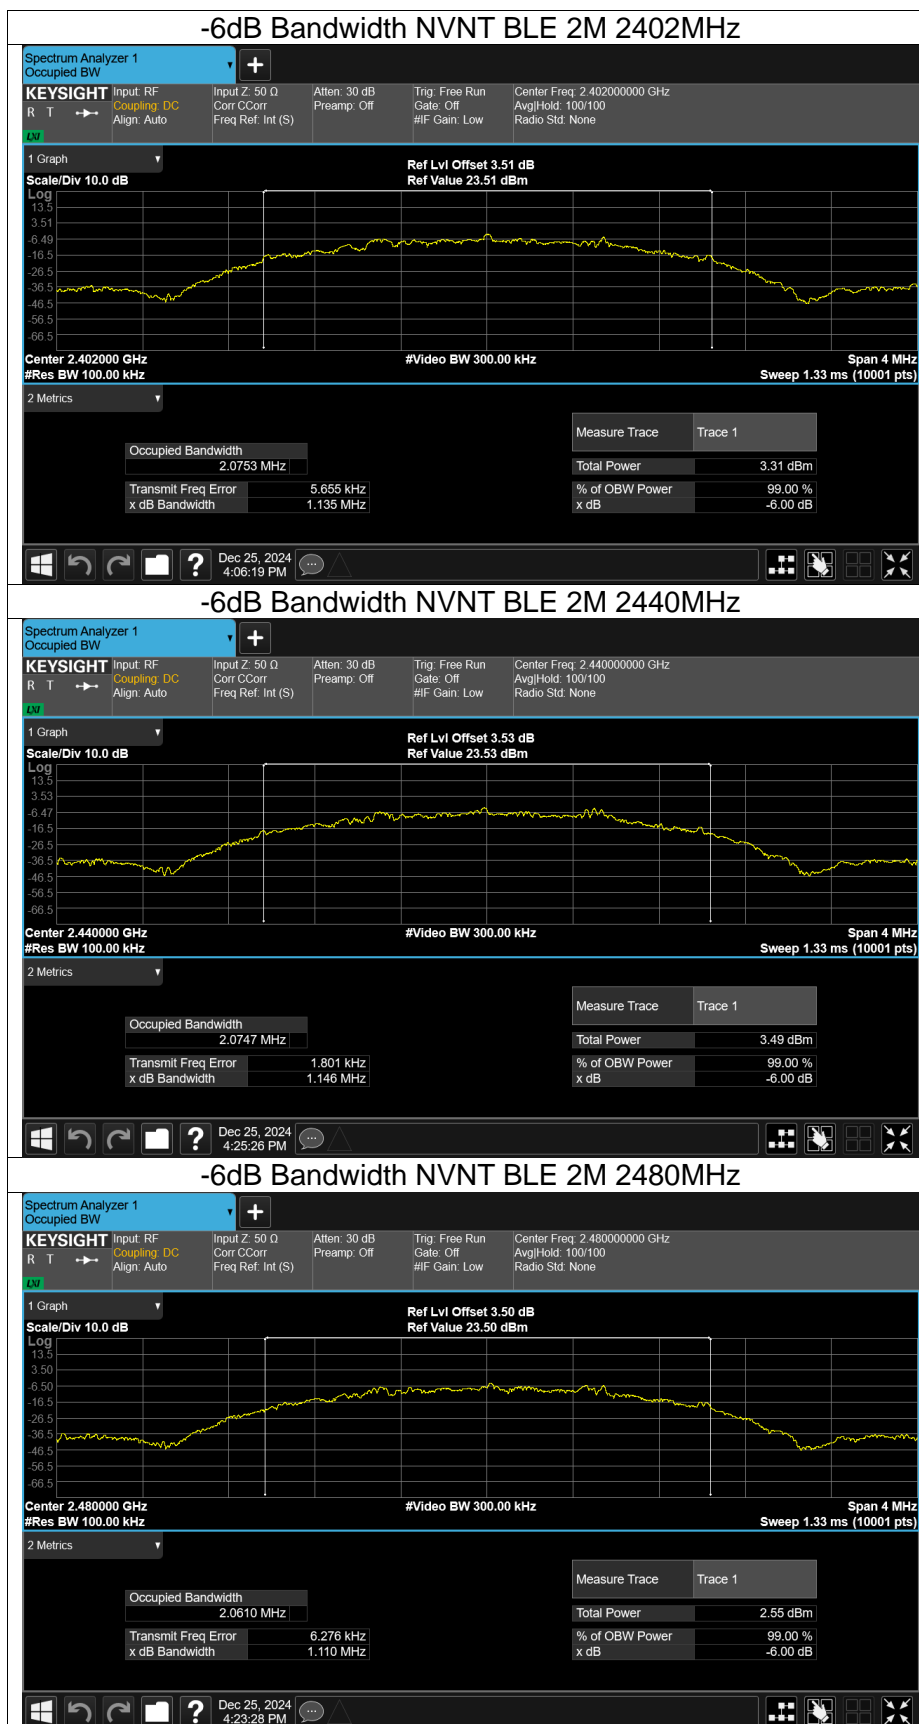 -6dB Bandwidth NVNT BLE 2M 2402MHz
Spectrum Analyzer 1
Occupied BW
KEYSIGHT Input: RF Input Z: 50 Ω Atten: 30 dB Trig: Free Run Center Freq: 2.402000000 GHz
R T Coupling: DC Corr CCorr Preamp: Off Gate: Off Avg|Hold: 100/100
Align: Auto Freq Ref: Int (S) #IF Gain: Low Radio Std: None
LXI
1 Graph
Ref Lvl Offset 3.51 dB
Scale/Div 10.0 dB Ref Value 23.51 dBm
Log
13.5
3.51
-6.49
-16.5
-26.5
-36.5
-46.5
-56.5
-66.5
Center 2.402000 GHz #Video BW 300.00 kHz Span 4 MHz
#Res BW 100.00 kHz Sweep 1.33 ms (10001 pts)
2 Metrics
Measure Trace Trace 1
Occupied Bandwidth
2.0753 MHz Total Power 3.31 dBm
Transmit Freq Error 5.655 kHz % of OBW Power 99.00 %
x dB Bandwidth 1.135 MHz x dB -6.00 dB
Dec 25, 2024
4:06:19 PM
-6dB Bandwidth NVNT BLE 2M 2440MHz
Spectrum Analyzer 1
Occupied BW
KEYSIGHT Input: RF Input Z: 50 Ω Atten: 30 dB Trig: Free Run Center Freq: 2.440000000 GHz
R T Coupling: DC Corr CCorr Preamp: Off Gate: Off Avg|Hold: 100/100
Align: Auto Freq Ref: Int (S) #IF Gain: Low Radio Std: None
LXI
1 Graph
Ref Lvl Offset 3.53 dB
Scale/Div 10.0 dB Ref Value 23.53 dBm
Log
13.5
3.53
-6.47
-16.5
-26.5
-36.5
-46.5
-56.5
-66.5
Center 2.440000 GHz #Video BW 300.00 kHz Span 4 MHz
#Res BW 100.00 kHz Sweep 1.33 ms (10001 pts)
2 Metrics
Measure Trace Trace 1
Occupied Bandwidth
2.0747 MHz Total Power 3.49 dBm
Transmit Freq Error 1.801 kHz % of OBW Power 99.00 %
x dB Bandwidth 1.146 MHz x dB -6.00 dB
Dec 25, 2024
4:25:26 PM
-6dB Bandwidth NVNT BLE 2M 2480MHz
Spectrum Analyzer 1
Occupied BW
KEYSIGHT Input: RF Input Z: 50 Ω Atten: 30 dB Trig: Free Run Center Freq: 2.480000000 GHz
R T Coupling: DC Corr CCorr Preamp: Off Gate: Off Avg|Hold: 100/100
Align: Auto Freq Ref: Int (S) #IF Gain: Low Radio Std: None
LXI
1 Graph
Ref Lvl Offset 3.50 dB
Scale/Div 10.0 dB Ref Value 23.50 dBm
Log
13.5
3.50
-6.50
-16.5
-26.5
-36.5
-46.5
-56.5
-66.5
Center 2.480000 GHz #Video BW 300.00 kHz Span 4 MHz
#Res BW 100.00 kHz Sweep 1.33 ms (10001 pts)
2 Metrics
Measure Trace Trace 1
Occupied Bandwidth
2.0610 MHz Total Power 2.55 dBm
Transmit Freq Error 6.276 kHz % of OBW Power 99.00 %
x dB Bandwidth 1.110 MHz x dB -6.00 dB
Dec 25, 2024
4:23:28 PM